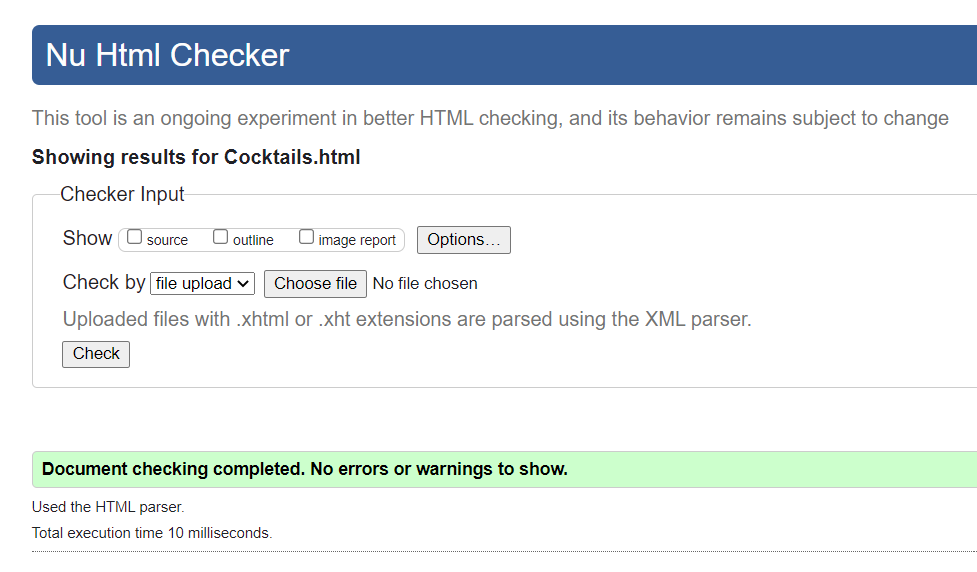 Nu Html Checker
This tool is an ongoing experiment in better HTML checking, and its behavior remains subject to change
Showing results for Cocktails.html
Checker Input
Show source outline image report Options...
Check by file upload Choose file No file chosen
Uploaded files with .xhtml or .xht extensions are parsed using the XML parser.
Check
Document checking completed. No errors or warnings to show.
Used the HTML parser.
Total execution time 10 milliseconds.